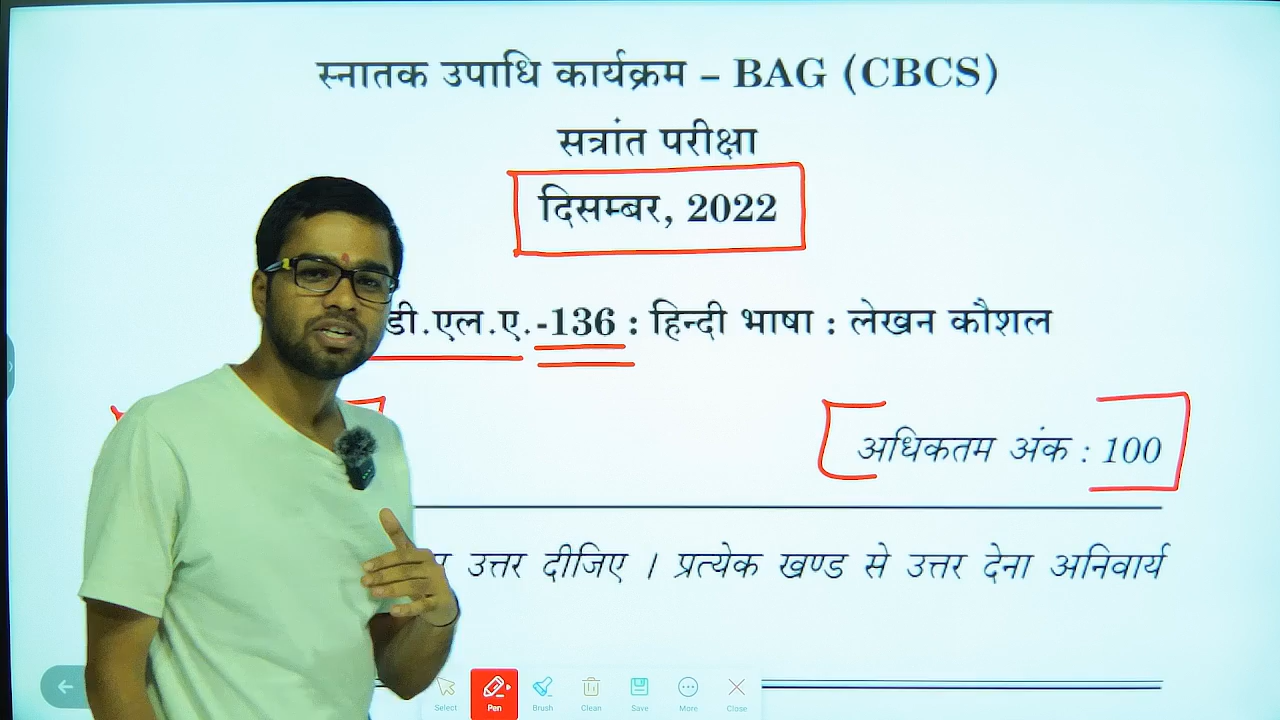 स्नातक उपाधि कार्यक्रम – BAG (CBCS)
सत्रांत परीक्षा
दिसम्बर, 2022
डी.एल.ए.-136 : हिन्दी भाषा : लेखन कौशल
अधिकतम अंक : 100
उत्तर दीजिए । प्रत्येक खण्ड से उत्तर देना अनिवार्य
Select Pen Brush Clean Save More Close